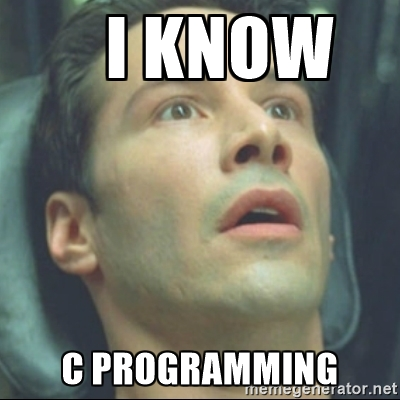 I KNOW
C PROGRAMMING
memegenerator.net